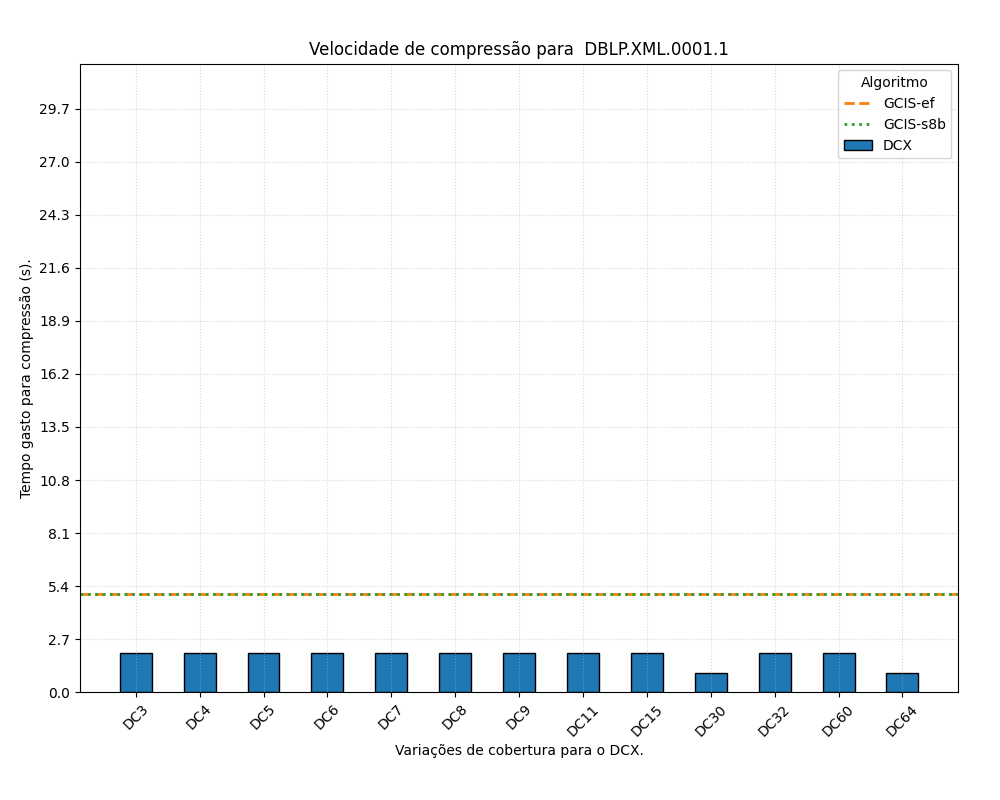 Velocidade de compressão para  DBLP.XML.0001.1
Algoritmo
GCIS-ef
GCIS-s8b
DCX
Tempo gasto para compressão (s).
29.7
27.0
24.3
21.6
18.9
16.2
13.5
10.8
8.1
5.4
2.7
0.0
DC3 DC4 DC5 DC6 DC7 DC8 DC9 DC11 DC15 DC30 DC32 DC60 DC64
Variações de cobertura para o DCX.